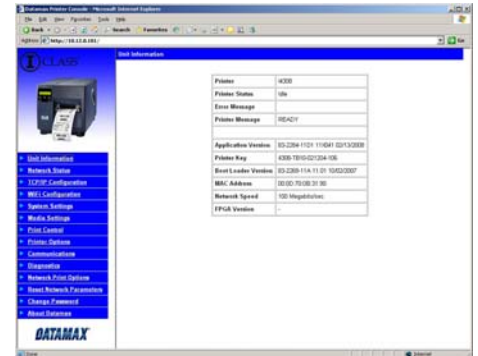 Datamax Printer Console - Microsoft Internet Explorer
File Edit View Favorites Tools Help
Back Search Favorites
Address http://10.12.8.181/ Go
I CLASS
Unit Information
Unit Information
Network Status
TCP/IP Configuration
WiFi Configuration
System Settings
Media Settings
Print Control
Printer Options
Communications
Diagnostics
Network Print Options
Reset Network Parameters
Change Password
About Datamax
DATAMAX
Printer
Printer Status Idle
Error Message
Printer Message READY
Application Version
Printer Key
Boot Loader Version
MAC Address
Network Speed 100 Megabits/sec
FPGA Version -
Done Internet